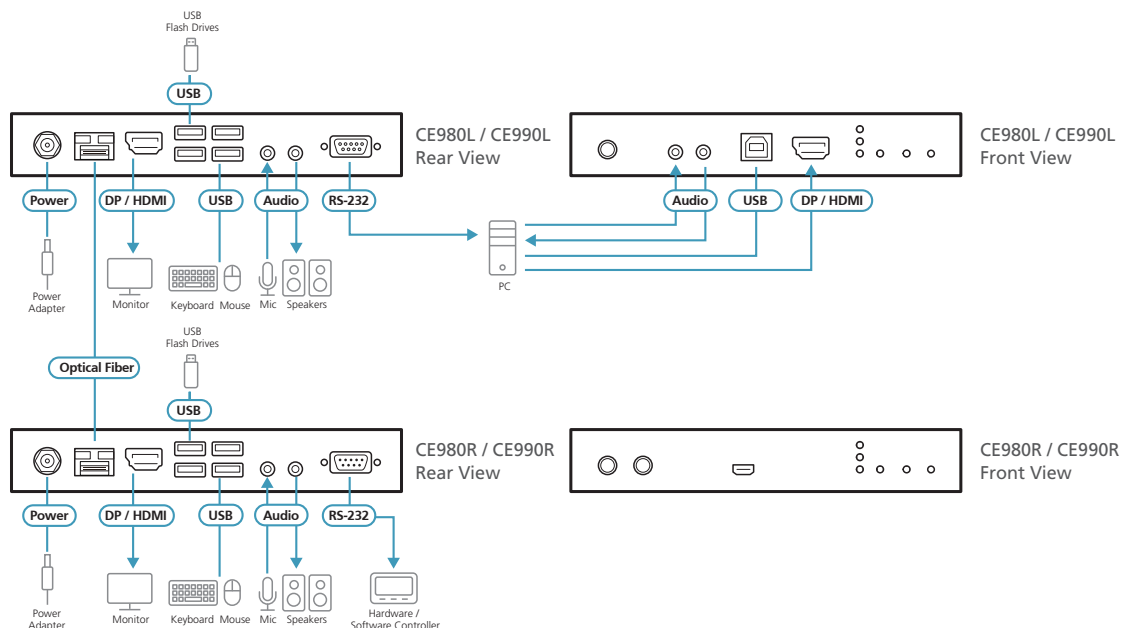 USB
Flash Drives
USB
CE980L / CE990L
Rear View
CE980L / CE990L
Front View
Power
DP / HDMI
USB
Audio
RS-232
Audio
USB
DP / HDMI
Power
Adapter
Monitor
Keyboard
Mouse
Mic
Speakers
PC
USB
Flash Drives
Optical Fiber
USB
CE980R / CE990R
Rear View
CE980R / CE990R
Front View
Power
DP / HDMI
USB
Audio
RS-232
Power
Adapter
Monitor
Keyboard
Mouse
Mic
Speakers
Hardware /
Software Controller